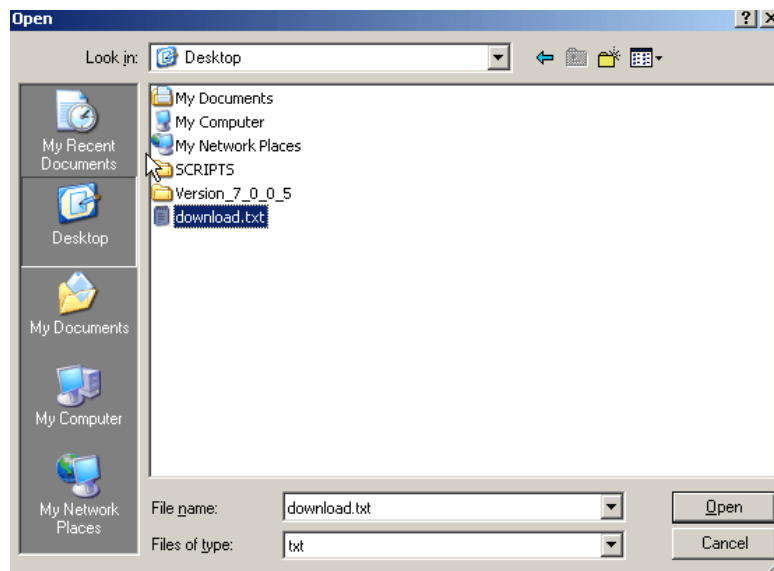 Open
Look in:
Desktop
My Recent
Documents
Desktop
My Documents
My Computer
My Network
Places
My Documents
My Computer
My Network Places
SCRIPTS
Version_7_0_0_5
download.txt
File name:
download.txt
Open
Files of type:
txt
Cancel